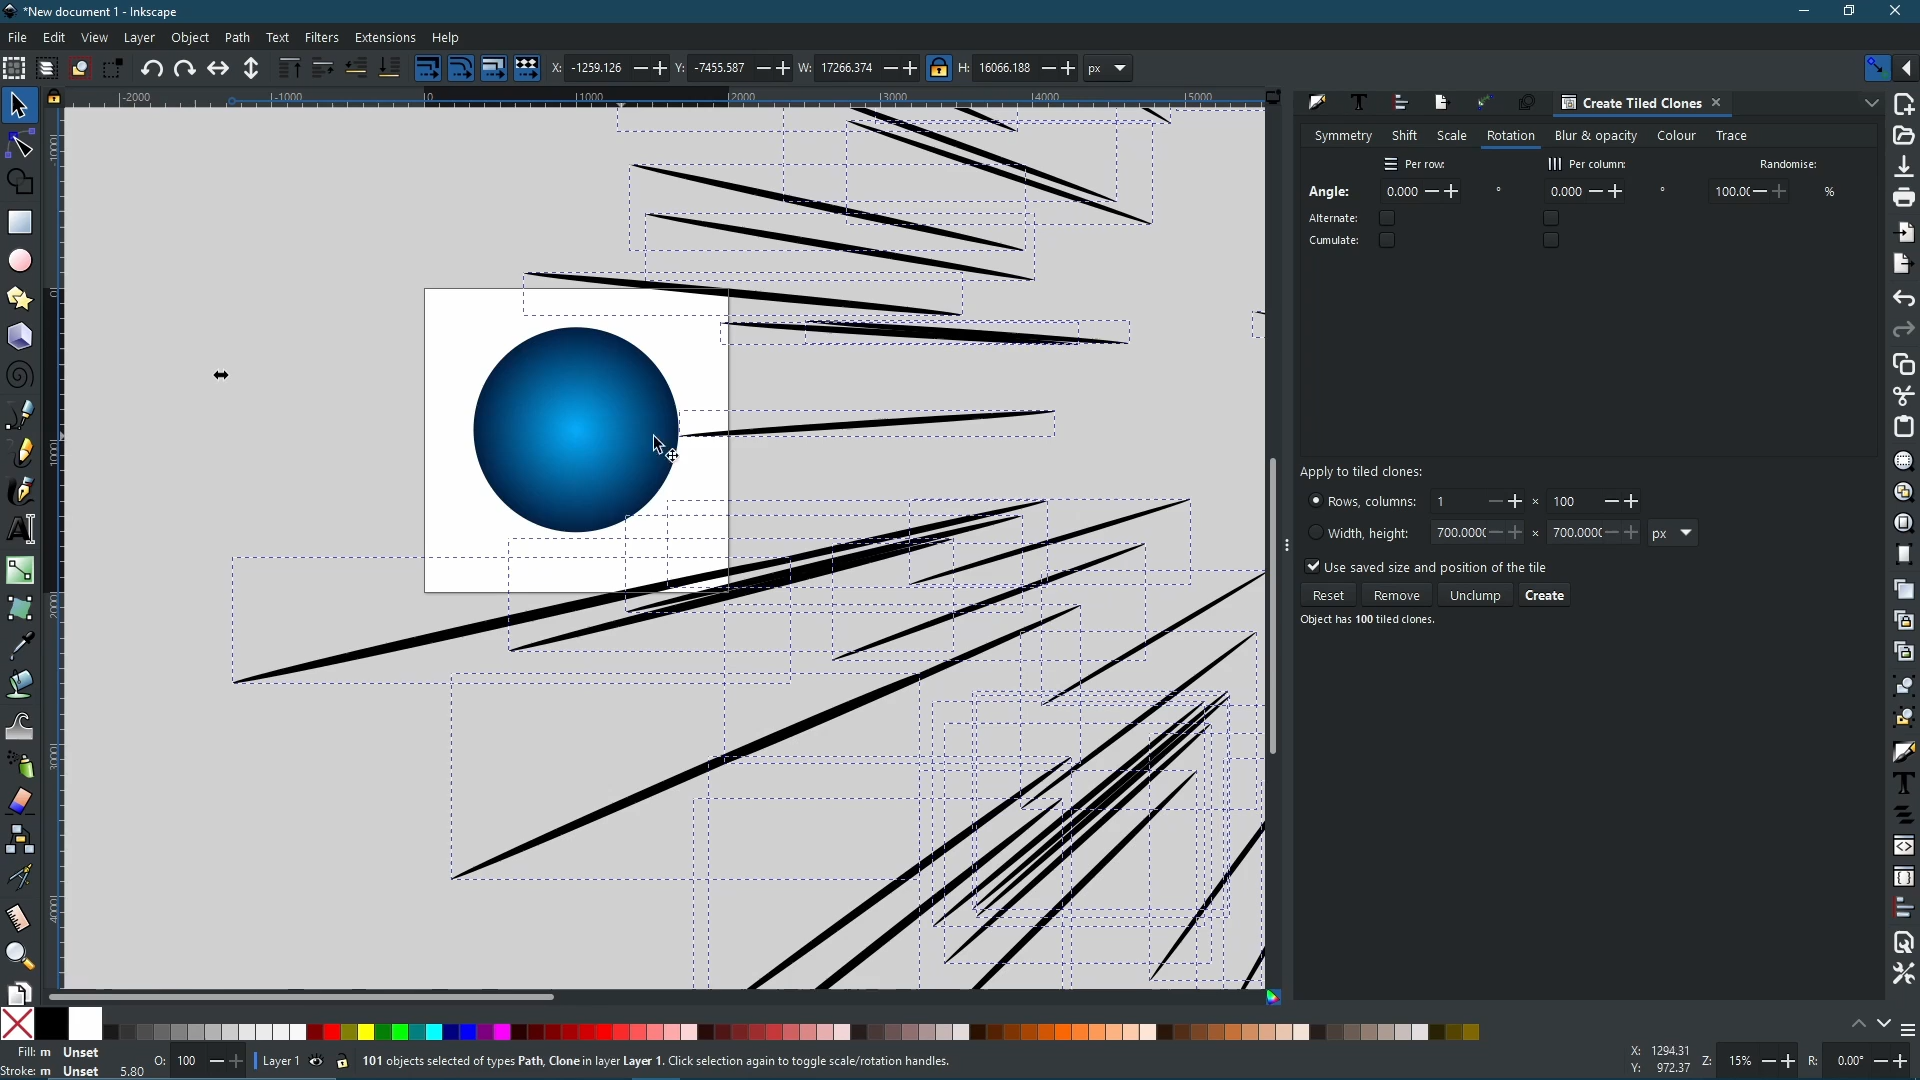 *New document 1 - Inkscape
File Edit View Layer Object Path Text Filters Extensions Help
X: -1259.126 Y: -7455.587 W: 17266.374 H: 16066.188 px
-2000 -1000 0 1000 2000 3000 4000 5000
Create Tiled Clones
Symmetry Shift Scale Rotation Blur & opacity Colour Trace
Per row: Per column: Randomise:
Angle: 0.000 ° 0.000 ° 100.00 %
Alternate:
Cumulate:
Apply to tiled clones:
Rows, columns: 1 × 100
Width, height: 700.0000 × 700.0000 px
Use saved size and position of the tile
Reset Remove Unclump Create
Object has 100 tiled clones.
Fill: m Unset
Stroke: m Unset 5.80
O: 100 Layer 1 101 objects selected of types Path, Clone in layer Layer 1. Click selection again to toggle scale/rotation handles.
X: 1294.31
Y: 972.37
Z: 15% R: 0.00°